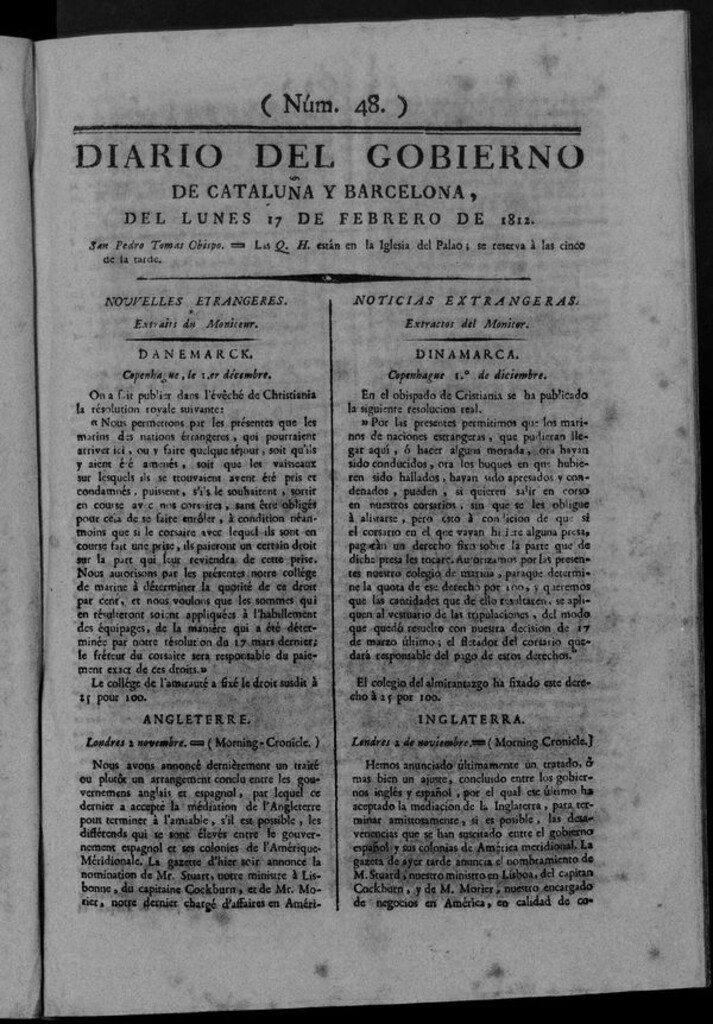 ( Núm. 48. )
DIARIO DEL GOBIERNO
DE CATALUÑA Y BARCELONA,
DEL LUNES 17 DE FEBRERO DE 1812.
San Pedro Tomas Obispo. = Las Q. H. están en la Iglesia del Palao; se reserva à las cinco
de la tarde.
NOUVELLES ETRANGERES.
Extraits du Moniteur.
DANEMARCK.
Copenhague, le 1.er décembre.
On a fait publier dans l'évêché de Christiania
la résolution royale suivante:
« Nous permettons par les présentes que les
marins des nations étrangeres, qui pourraient
arriver ici, ou y faire quelque séjour, soit qu'ils
y aient été amenés, soit que les vaisseaux
sur lesquels ils se trouvaient ayent été pris et
condamnés, puissent, s'ils le souhaitent, sortir
en course avec nos corsaires, sans être obligés
pour cela de se faire enrôler, à condition néan-
moins que si le corsaire avec lequel ils sont en
course fait une prise, ils paieront un certain droit
sur la part qui leur reviendra de cette prise.
Nous autorisons par les présentes notre collége
de marine à déterminer la quotité de ce droit
par cent, et nous voulons que les sommes qui
en résulteront soient appliquées à l'habillement
des équipages, de la manière qui a été déter-
minée par notre résolution du 17 mars dernier;
le fréteur du corsaire sera responsable du paie-
ment exact de ces droits.»
Le collége de l'amirauté a fixé le droit susdit à
25 pour 100.
ANGLETERRE.
Londres 2 novembre. = ( Morning-Cronicle. )
Nous avons annoncé dernièrement un traité
ou plutôt un arrangement conclu entre les gou-
vernemens anglais et espagnol, par lequel ce
dernier a accepté la médiation de l'Angleterre
pour terminer à l'amiable, s'il est possible, les
différends qui se sont élevés entre le gouver-
nement espagnol et ses colonies de l'Amérique-
Méridionale. La gazette d'hier soir annonce la
nomination de Mr. Stuart, notre ministre à Lis-
bonne, du capitaine Cockburn, et de Mr. Mo-
rier, notre dernier chargé d'affaires en Améri-
NOTICIAS EXTRANGERAS.
Extractos del Monitor.
DINAMARCA.
Copenhague 1.º de diciembre.
En el obispado de Cristiania se ha publicado
la siguiente resolucion real.
» Por las presentes permitimos que los mari-
nos de naciones estrangeras, que pudieran lle-
gar aquí, ó hacer alguna morada, ora hayan
sido conducidos, ora los buques en que hubie-
ren sido hallados, hayan sido apresados y con-
denados, pueden, si quieren salir en corso
en nuestros corsarios, sin que se les obligue
à alistarse, pero esto à condicion de que si
el corsario en el que vayan hiciere alguna presa,
pagarán un derecho fixo sobre la parte que de
dicha presa les tocare. Autorizamos por las presen-
tes nuestro colegio de marina, paraque determi-
ne la quota de ese derecho por 100, y queremos
que las cantidades que de ello resultaren, se apli-
quen al vestuario de las tripulaciones, del modo
que quedó resuelto con nuestra decision de 17
de marzo último; el fletador del corsario que-
dará responsable del pago de estos derechos."
El colegio del almirantazgo ha fixado este dere-
cho à 25 por 100.
INGLATERRA.
Londres 2 de noviembre. = ( Morning Cronicle.)
Hemos anunciado últimamente un tratado, ó
mas bien un ajuste, concluido entre los gobier-
nos inglés y español, por el qual ese último ha
aceptado la mediacion de la Inglaterra, para ter-
minar amistosamente, si es posible, las desa-
venencias que se han suscitado entre el gobierno
español y sus colonias de América meridional. La
gazeta de ayer tarde anuncia el nombramiento de
M. Stuard, nuestro ministro en Lisboa, del capitan
Cockburn, y de M. Morier, nuestro encargado
de negocios en América, en calidad de co-